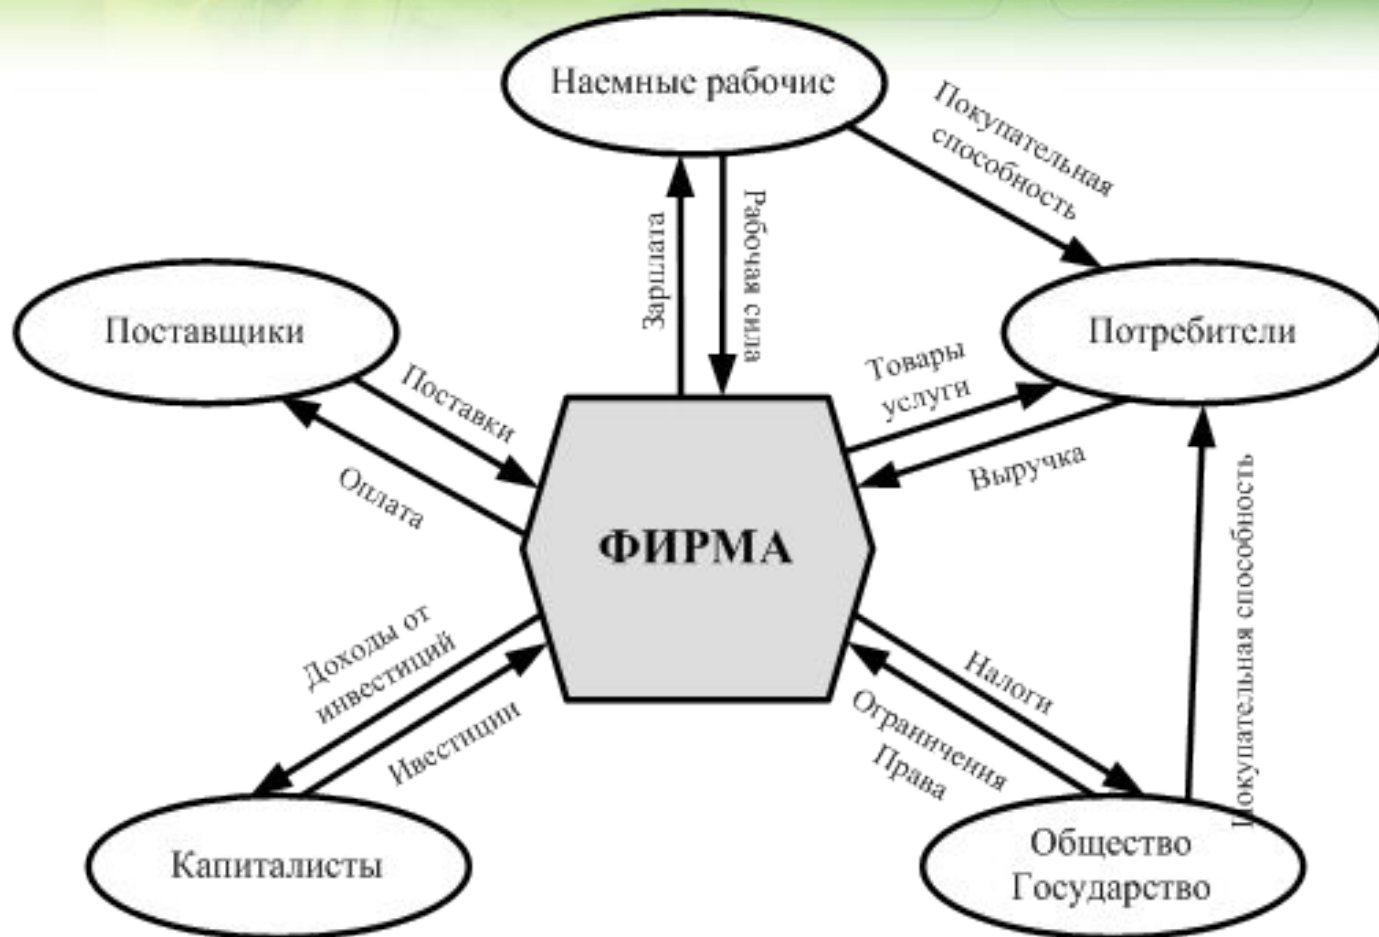 Наемные рабочие
Покупательная
способность
Зарплата
Рабочая сила
Поставщики
Потребители
Поставки
Оплата
Товары
услуги
Выручка
ФИРМА
Доходы от
инвестиций
Ивестиции
Налоги
Ограничения
Права
Покупательная способность
Капиталисты
Общество
Государство